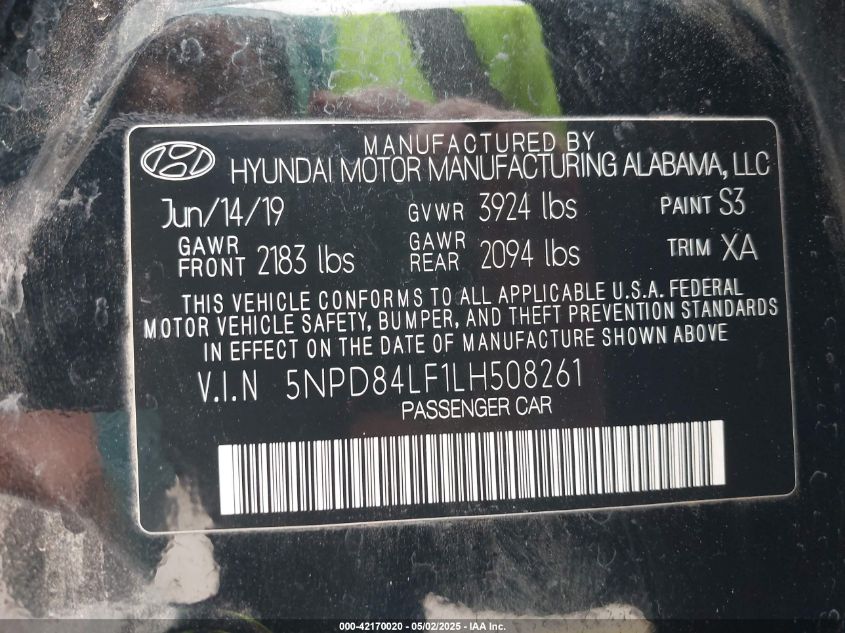 MANUFACTURED BY
HYUNDAI MOTOR MANUFACTURING ALABAMA, LLC
Jun/14/19 GVWR 3924 lbs PAINT S3
GAWR FRONT 2183 lbs GAWR REAR 2094 lbs TRIM XA
THIS VEHICLE CONFORMS TO ALL APPLICABLE U.S.A. FEDERAL
MOTOR VEHICLE SAFETY, BUMPER, AND THEFT PREVENTION STANDARDS
IN EFFECT ON THE DATE OF MANUFACTURE SHOWN ABOVE
V.I.N 5NPD84LF1LH508261
PASSENGER CAR
000-42170020 - 05/02/2025 - IAA Inc.